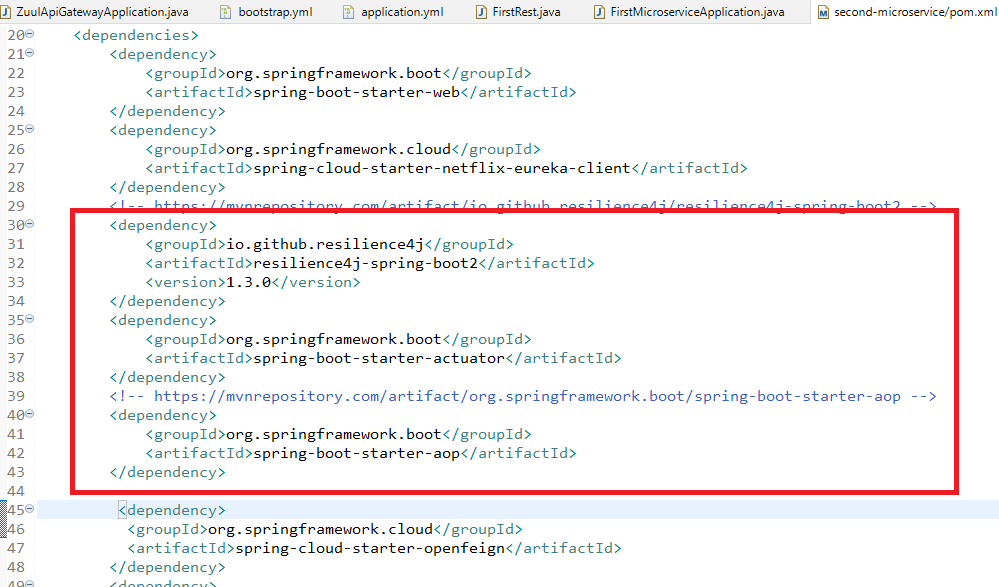 ZuulApiGatewayApplication.java bootstrap.yml application.yml FirstRest.java FirstMicroserviceApplication.java second-microservice/pom.xml
20 <dependencies>
21 <dependency>
22 <groupId>org.springframework.boot</groupId>
23 <artifactId>spring-boot-starter-web</artifactId>
24 </dependency>
25 <dependency>
26 <groupId>org.springframework.cloud</groupId>
27 <artifactId>spring-cloud-starter-netflix-eureka-client</artifactId>
28 </dependency>
29 <!-- https://mvnrepository.com/artifact/io.github.resilience4j/resilience4j-spring-boot2 -->
30 <dependency>
31 <groupId>io.github.resilience4j</groupId>
32 <artifactId>resilience4j-spring-boot2</artifactId>
33 <version>1.3.0</version>
34 </dependency>
35 <dependency>
36 <groupId>org.springframework.boot</groupId>
37 <artifactId>spring-boot-starter-actuator</artifactId>
38 </dependency>
39 <!-- https://mvnrepository.com/artifact/org.springframework.boot/spring-boot-starter-aop -->
40 <dependency>
41 <groupId>org.springframework.boot</groupId>
42 <artifactId>spring-boot-starter-aop</artifactId>
43 </dependency>
44
45 <dependency>
46 <groupId>org.springframework.cloud</groupId>
47 <artifactId>spring-cloud-starter-openfeign</artifactId>
48 </dependency>
49 <dependency>